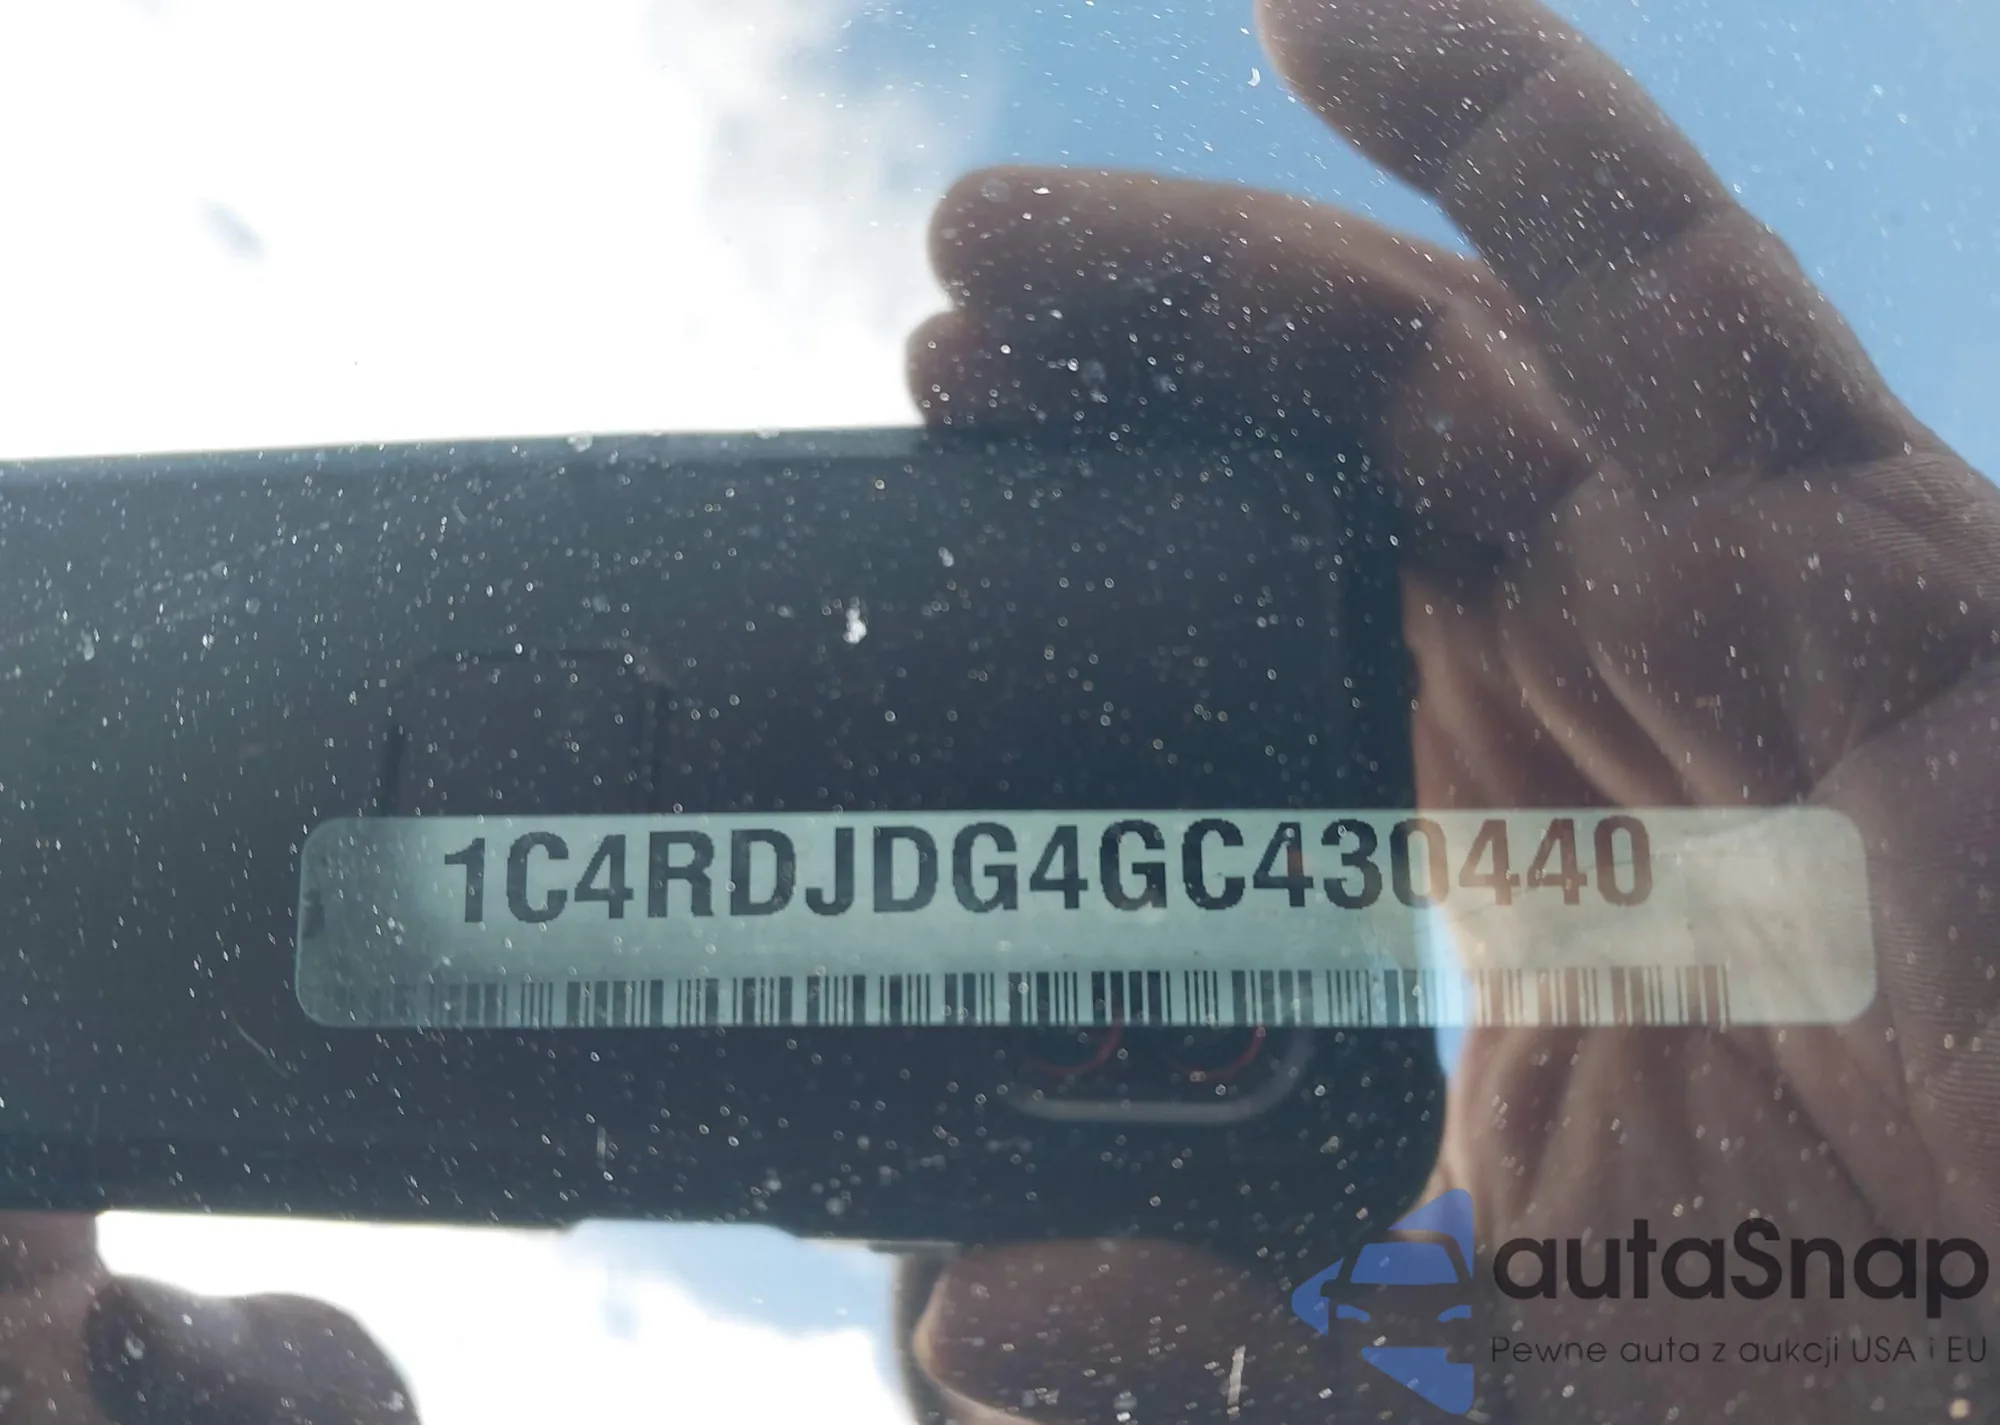 1C4RDJDG4GC430440
autaSnap
Pewne auta z aukcji USA i EU